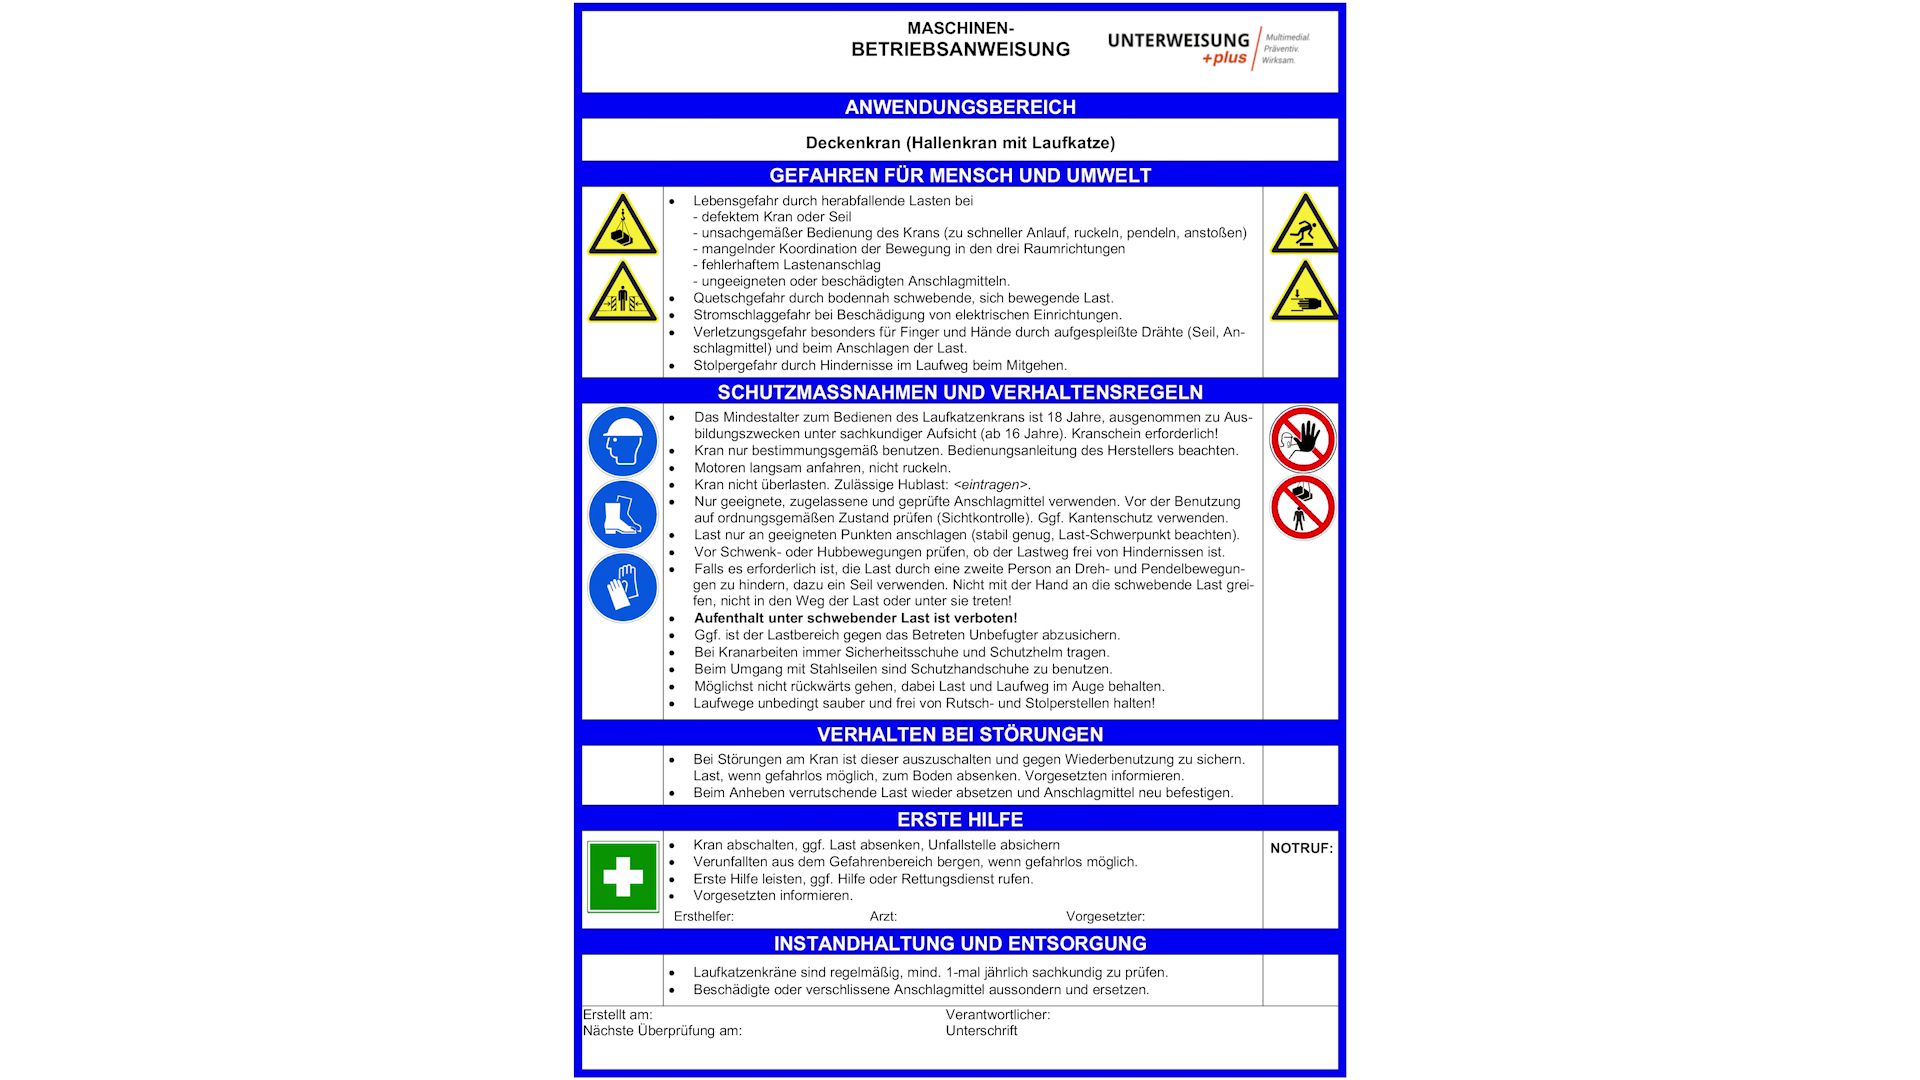 MASCHINEN-
BETRIEBSANWEISUNG
UNTERWEISUNG
+plus
Multimedial.
Präventiv.
Wirksam.
ANWENDUNGSBEREICH
Deckenkran (Hallenkran mit Laufkatze)
GEFAHREN FÜR MENSCH UND UMWELT
• Lebensgefahr durch herabfallende Lasten bei
- defektem Kran oder Seil
- unsachgemäßer Bedienung des Krans (zu schneller Anlauf, ruckeln, pendeln, anstoßen)
- mangelnder Koordination der Bewegung in den drei Raumrichtungen
- fehlerhaftem Lastenanschlag
- ungeeigneten oder beschädigten Anschlagmitteln.
• Quetschgefahr durch bodennah schwebende, sich bewegende Last.
• Stromschlaggefahr bei Beschädigung von elektrischen Einrichtungen.
• Verletzungsgefahr besonders für Finger und Hände durch aufgespleißte Drähte (Seil, An-
schlagmittel) und beim Anschlagen der Last.
• Stolpergefahr durch Hindernisse im Laufweg beim Mitgehen.
SCHUTZMASSNAHMEN UND VERHALTENSREGELN
• Das Mindestalter zum Bedienen des Laufkatzenkrans ist 18 Jahre, ausgenommen zu Aus-
bildungszwecken unter sachkundiger Aufsicht (ab 16 Jahre). Kranschein erforderlich!
• Kran nur bestimmungsgemäß benutzen. Bedienungsanleitung des Herstellers beachten.
• Motoren langsam anfahren, nicht ruckeln.
• Kran nicht überlasten. Zulässige Hublast: <eintragen>.
• Nur geeignete, zugelassene und geprüfte Anschlagmittel verwenden. Vor der Benutzung
auf ordnungsgemäßen Zustand prüfen (Sichtkontrolle). Ggf. Kantenschutz verwenden.
• Last nur an geeigneten Punkten anschlagen (stabil genug, Last-Schwerpunkt beachten).
• Vor Schwenk- oder Hubbewegungen prüfen, ob der Lastweg frei von Hindernissen ist.
• Falls es erforderlich ist, die Last durch eine zweite Person an Dreh- und Pendelbewegun-
gen zu hindern, dazu ein Seil verwenden. Nicht mit der Hand an die schwebende Last grei-
fen, nicht in den Weg der Last oder unter sie treten!
• Aufenthalt unter schwebender Last ist verboten!
• Ggf. ist der Lastbereich gegen das Betreten Unbefugter abzusichern.
• Bei Kranarbeiten immer Sicherheitsschuhe und Schutzhelm tragen.
• Beim Umgang mit Stahlseilen sind Schutzhandschuhe zu benutzen.
• Möglichst nicht rückwärts gehen, dabei Last und Laufweg im Auge behalten.
• Laufwege unbedingt sauber und frei von Rutsch- und Stolperstellen halten!
VERHALTEN BEI STÖRUNGEN
• Bei Störungen am Kran ist dieser auszuschalten und gegen Wiederbenutzung zu sichern.
Last, wenn gefahrlos möglich, zum Boden absenken. Vorgesetzten informieren.
• Beim Anheben verrutschende Last wieder absetzen und Anschlagmittel neu befestigen.
ERSTE HILFE
• Kran abschalten, ggf. Last absenken, Unfallstelle absichern
• Verunfallten aus dem Gefahrenbereich bergen, wenn gefahrlos möglich.
• Erste Hilfe leisten, ggf. Hilfe oder Rettungsdienst rufen.
• Vorgesetzten informieren.
Ersthelfer: Arzt: Vorgesetzter:
NOTRUF:
INSTANDHALTUNG UND ENTSORGUNG
• Laufkatzenkräne sind regelmäßig, mind. 1-mal jährlich sachkundig zu prüfen.
• Beschädigte oder verschlissene Anschlagmittel aussondern und ersetzen.
Erstellt am: Verantwortlicher:
Nächste Überprüfung am: Unterschrift